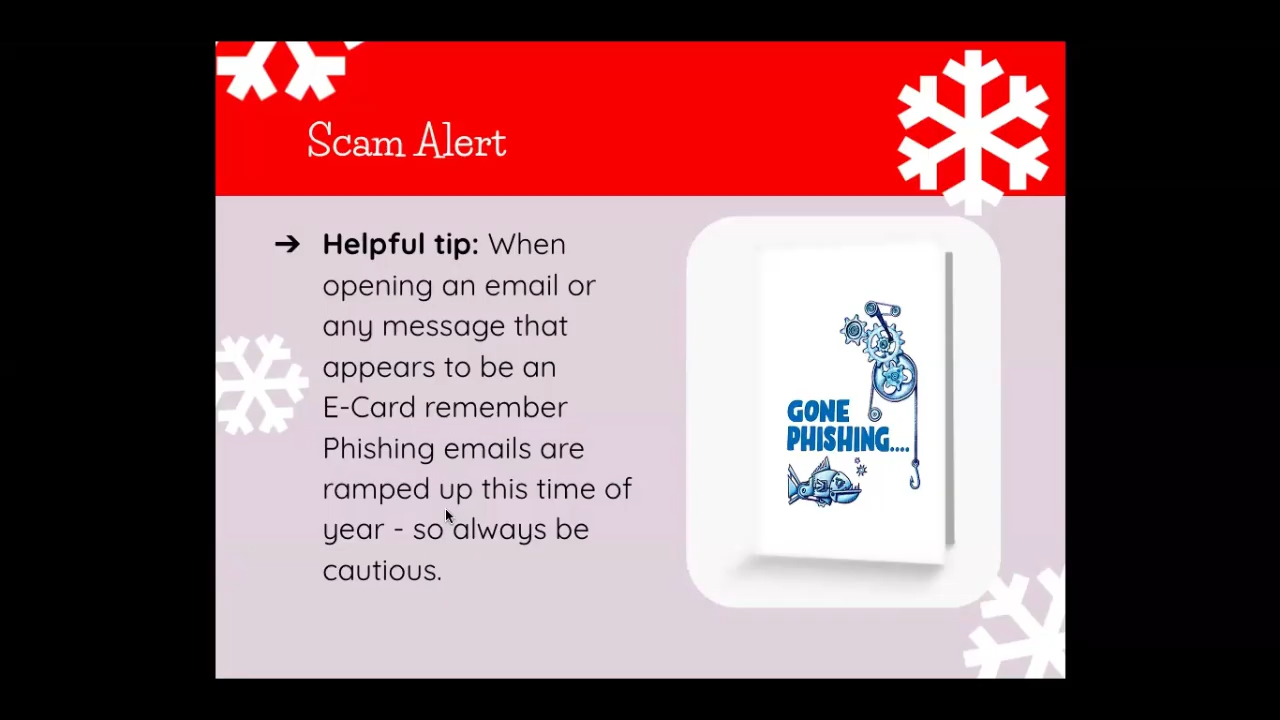 Scam Alert
➔ Helpful tip: When
opening an email or
any message that
appears to be an
E-Card remember
Phishing emails are
ramped up this time of
year - so always be
cautious.
GONE
PHISHING....